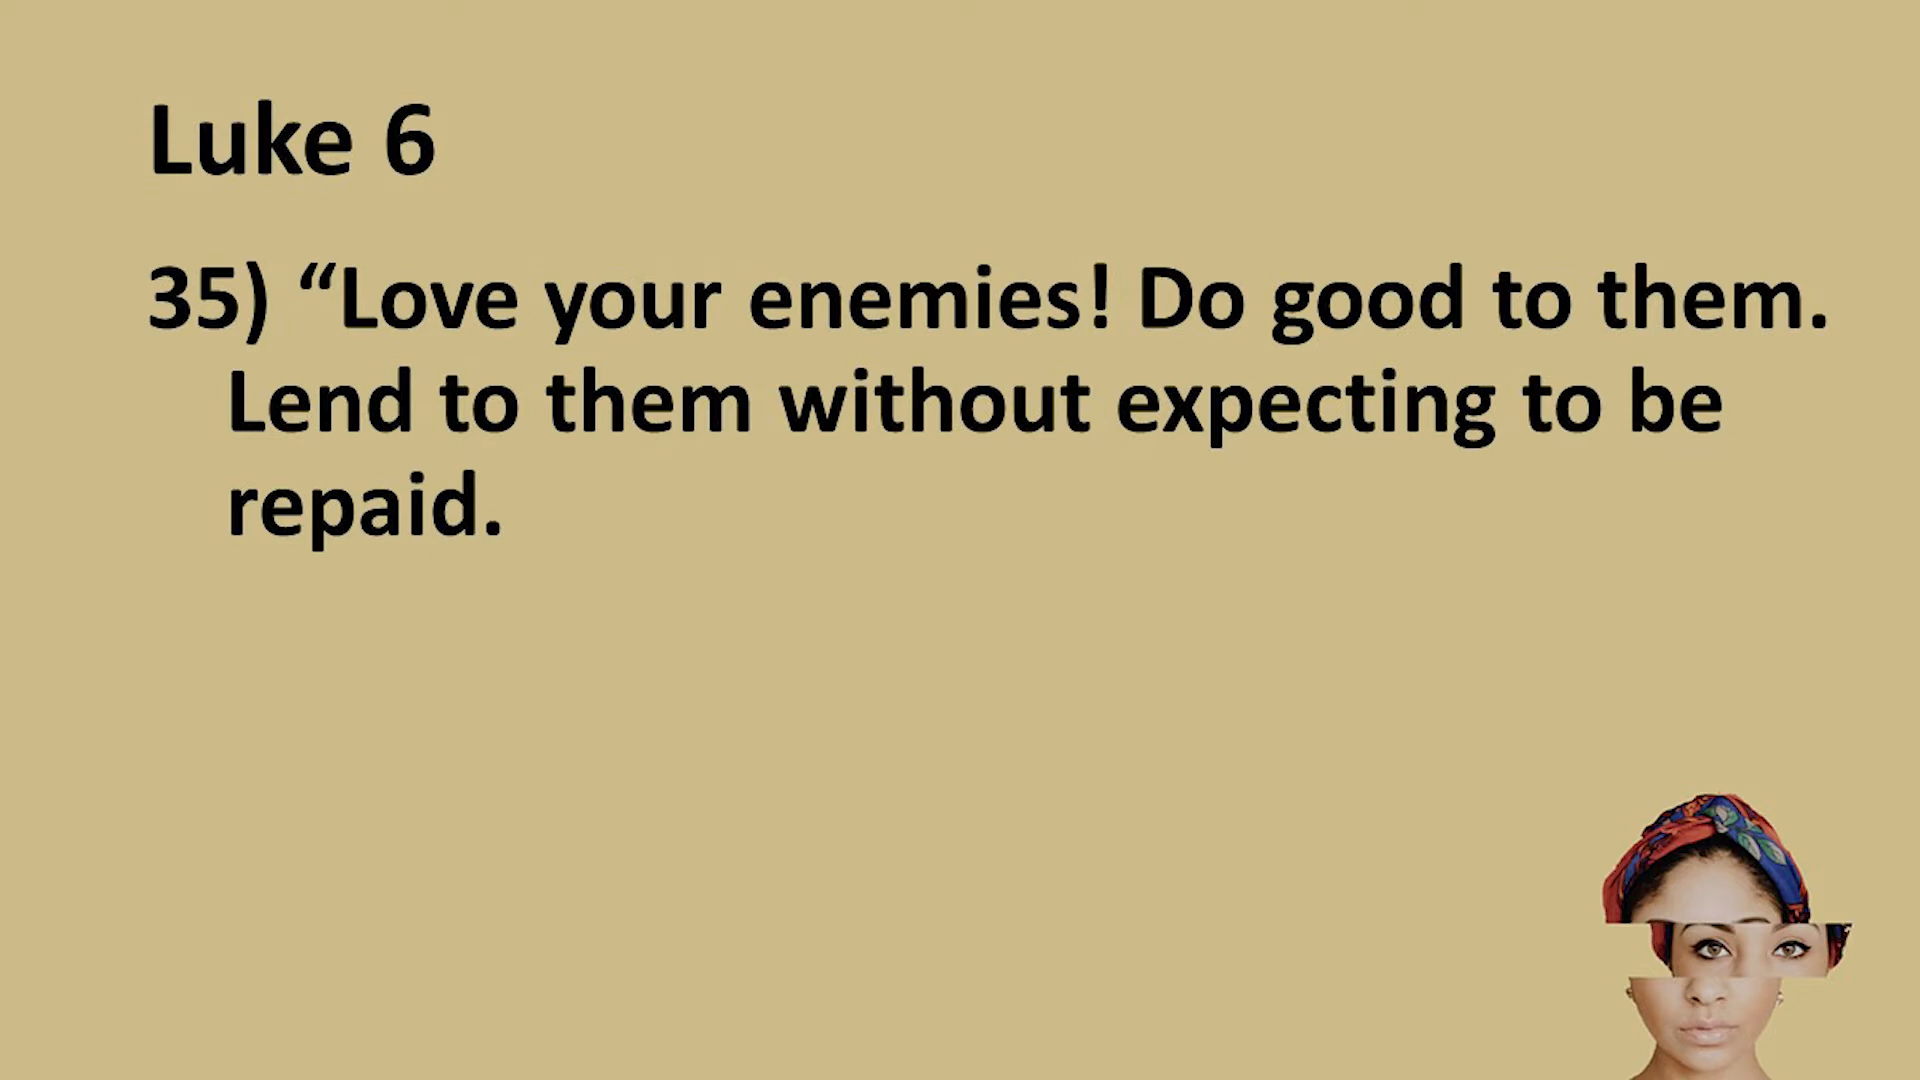 Luke 6
35) “Love your enemies! Do good to them.
Lend to them without expecting to be
repaid.